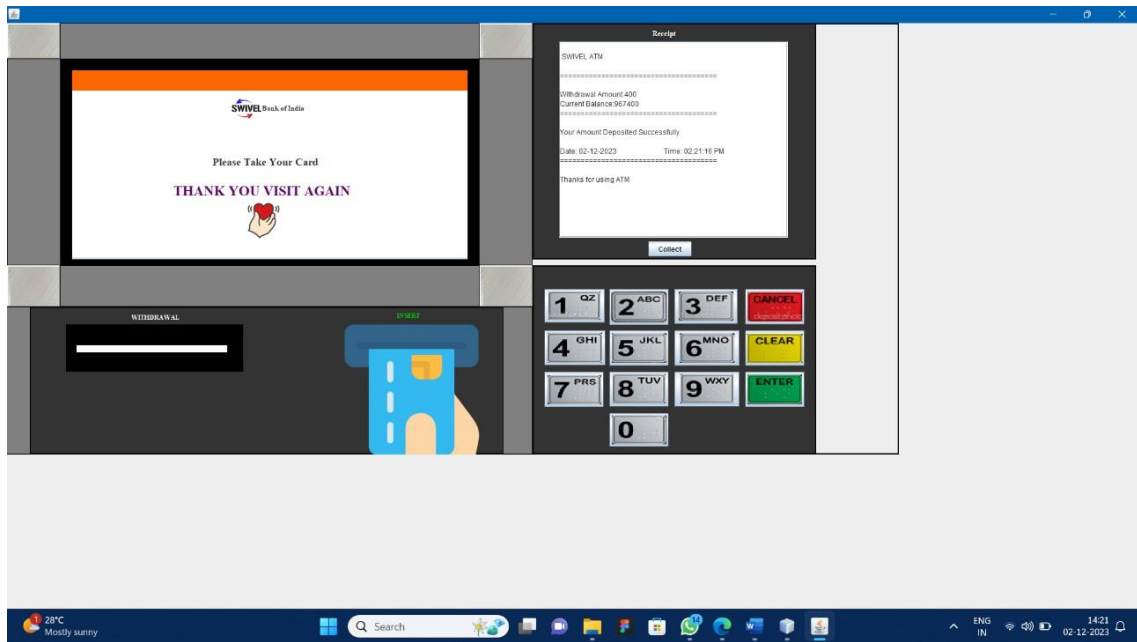 SWIVEL Bank of India
Please Take Your Card
THANK YOU VISIT AGAIN
Receipt
SWIVEL ATM
=======================================
Withdrawal Amount:400
Current Balance:967400
=======================================
Your Amount Deposited Successfully
Date: 02-12-2023 Time: 02:21:16 PM
=======================================
Thanks for using ATM
Collect
WITHDRAWAL
INSERT
1 QZ 2 ABC 3 DEF CANCEL
4 GHI 5 JKL 6 MNO CLEAR
7 PRS 8 TUV 9 WXY ENTER
0
1
28°C
Mostly sunny
Search
14
ENG
IN
14:21
02-12-2023